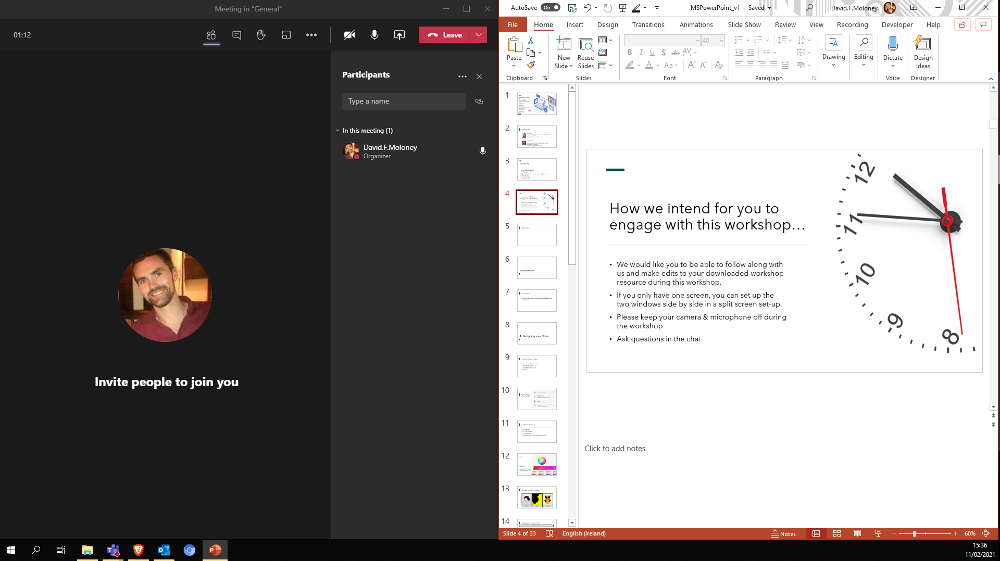 Meeting in "General"
01:12
Leave
Participants
Type a name
In this meeting (1)
David.F.Moloney
Organizer
Invite people to join you
AutoSave On
MSPowerPoint_v1 - Saved
David.F.Moloney
File Home Insert Design Transitions Animations Slide Show Review View Recording Developer Help
Paste
New Slide
Reuse Slides
40
B I U S ab AV
A Aa A A A
Drawing
Editing
Dictate
Design Ideas
Clipboard Slides Font Paragraph Voice Designer
1
2
3
Overview
4
5
6
Introduction
7
8
1. Designing your Slides
9
10
11
12
13
14
How we intend for you to
engage with this workshop...
• We would like you to be able to follow along with
us and make edits to your downloaded workshop
resource during this workshop.
• If you only have one screen, you can set up the
two windows side by side in a split screen set-up.
• Please keep your camera & microphone off during
the workshop
• Ask questions in the chat
12
11
10
9
8
Click to add notes
Slide 4 of 33
English (Ireland)
Notes
60%
15:36
11/02/2021